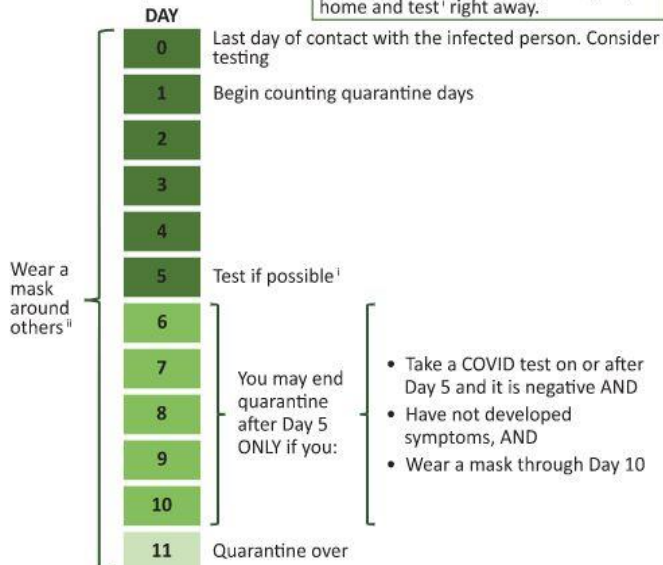 home and test i right away.
DAY
0
Last day of contact with the infected person. Consider
testing
1
Begin counting quarantine days
2
3
4
5
Test if possible i
Wear a
mask
around
others ii
6
7
8
9
10
You may end
quarantine
after Day 5
ONLY if you:
• Take a COVID test on or after
Day 5 and it is negative AND
• Have not developed
symptoms, AND
• Wear a mask through Day 10
11
Quarantine over